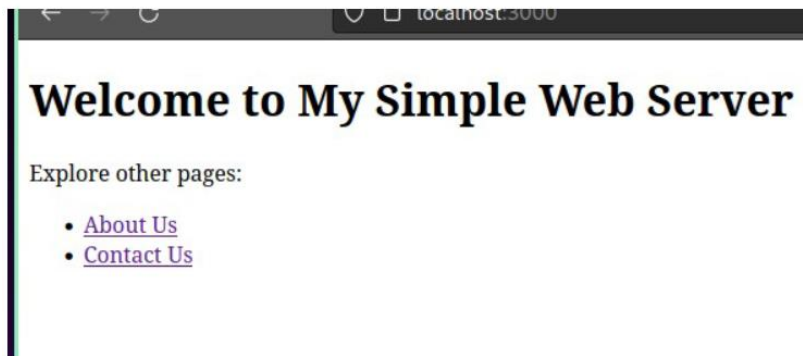 localhost:3000
Welcome to My Simple Web Server
Explore other pages:
About Us
Contact Us